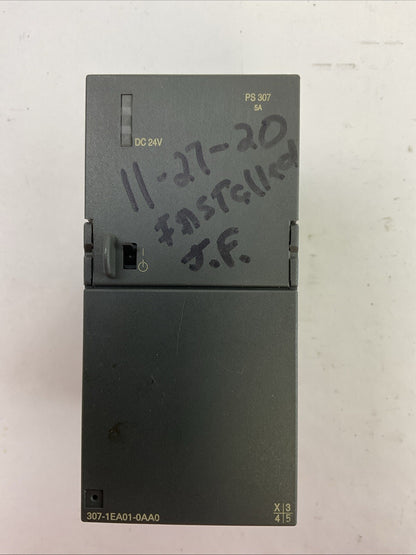 PS 307
5A
DC 24V
11-27-20
INSTalled
J.F.
307-1EA01-0AA0
X 3
4 5